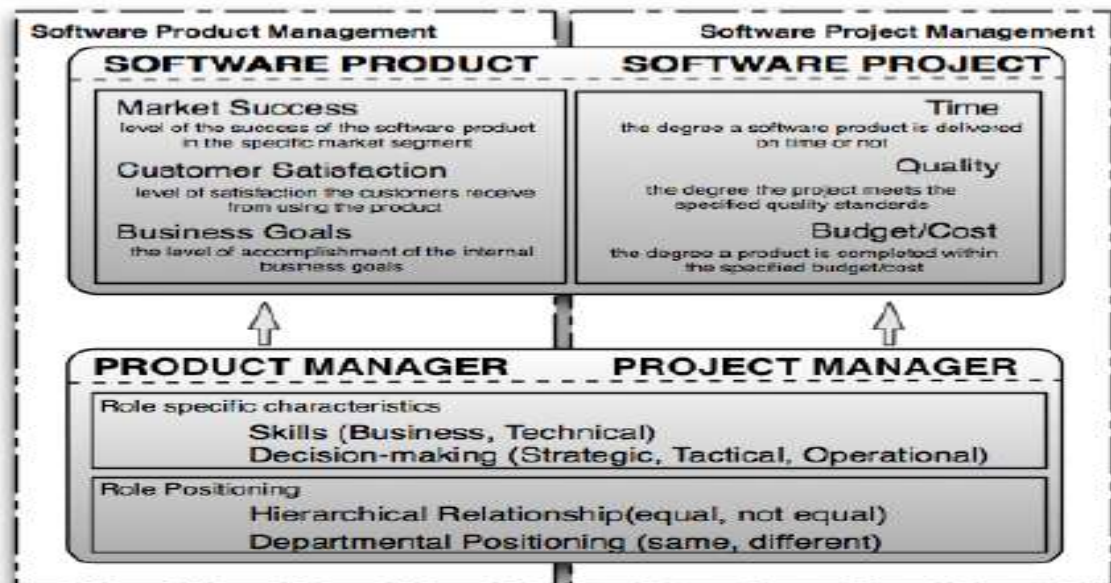 Software Product Management
Software Project Management
SOFTWARE PRODUCT
SOFTWARE PROJECT
Market Success
level of the success of the software product
in the specific market segment
Customer Satisfaction
level of satisfaction the customers receive
from using the product
Business Goals
the level of accomplishment of the internal
business goals
Time
the degree a software product is delivered
on time or not
Quality
the degree the project meets the
specified quality standards
Budget/Cost
the degree a product is completed within
the specified budget/cost
PRODUCT MANAGER
PROJECT MANAGER
Role specific characteristics
Skills (Business, Technical)
Decision-making (Strategic, Tactical, Operational)
Role Positioning
Hierarchical Relationship(equal, not equal)
Departmental Positioning (same, different)